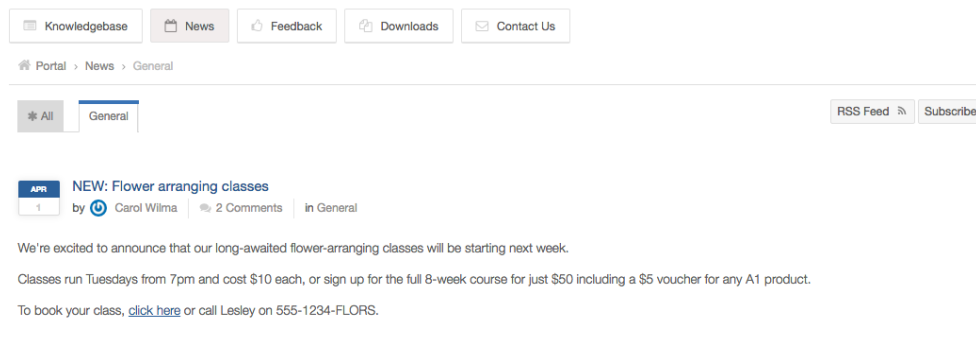 Knowledgebase News Feedback Downloads Contact Us
Portal > News > General
✱ All General RSS Feed Subscribe
APR
1
NEW: Flower arranging classes
by Carol Wilma 2 Comments in General
We're excited to announce that our long-awaited flower-arranging classes will be starting next week.
Classes run Tuesdays from 7pm and cost $10 each, or sign up for the full 8-week course for just $50 including a $5 voucher for any A1 product.
To book your class, click here or call Lesley on 555-1234-FLORS.